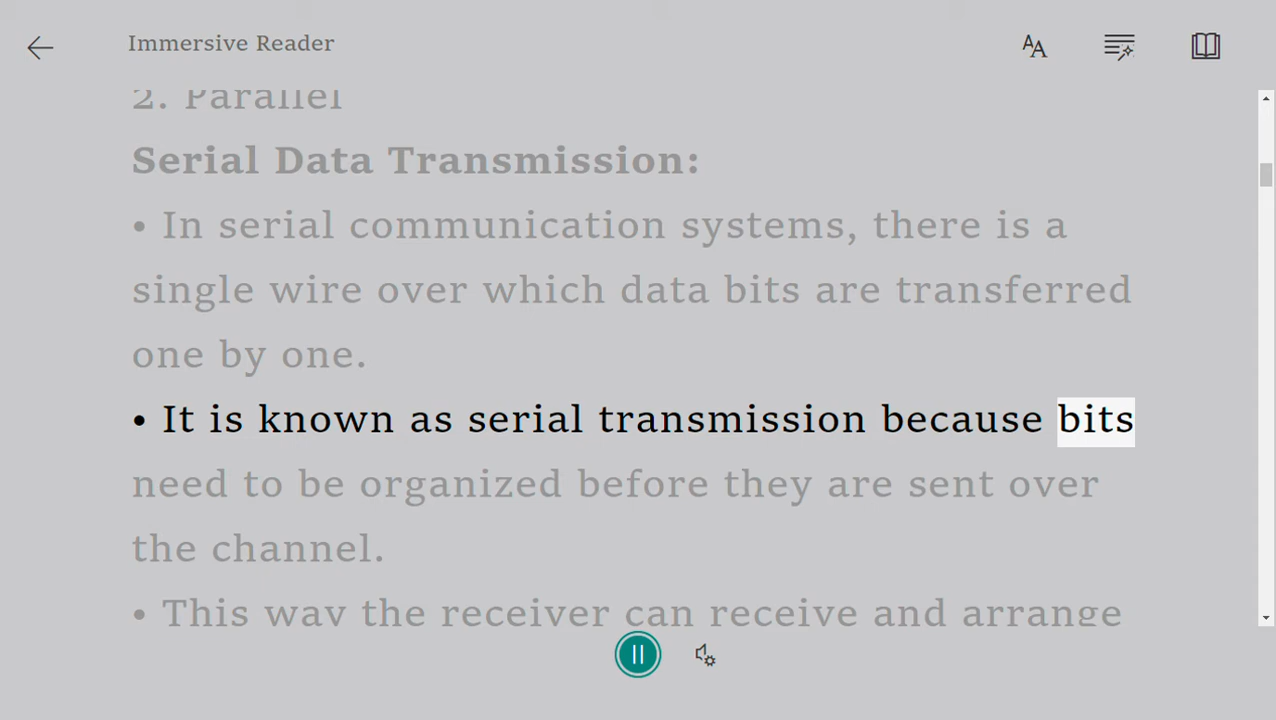 Immersive Reader
2. Parallel
Serial Data Transmission:
• In serial communication systems, there is a
single wire over which data bits are transferred
one by one.
• It is known as serial transmission because bits
need to be organized before they are sent over
the channel.
• This way the receiver can receive and arrange